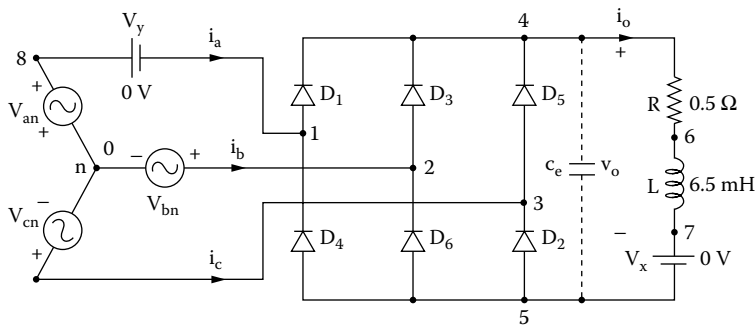 V_y
i_a
4
i_o
8
+
+
0 V
D_1
D_3
D_5
V_an
+
1
R
0.5 Ω
0
6
n
−
+
i_b
2
c_e
v_o
L
6.5 mH
−
V_bn
V_cn
3
−
7
+
D_4
D_6
D_2
V_x
0 V
i_c
5